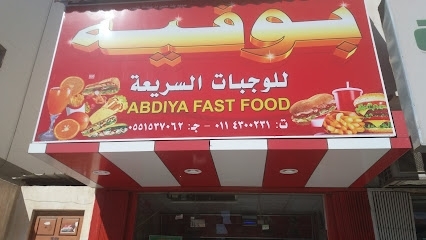 بوفيه
للوجبات السريعة
ABDIYA FAST FOOD
ت: ٠١١ ٤٣٠٠٢٣١ - ج: ٠٥٥١٥٣٧٠٦٢